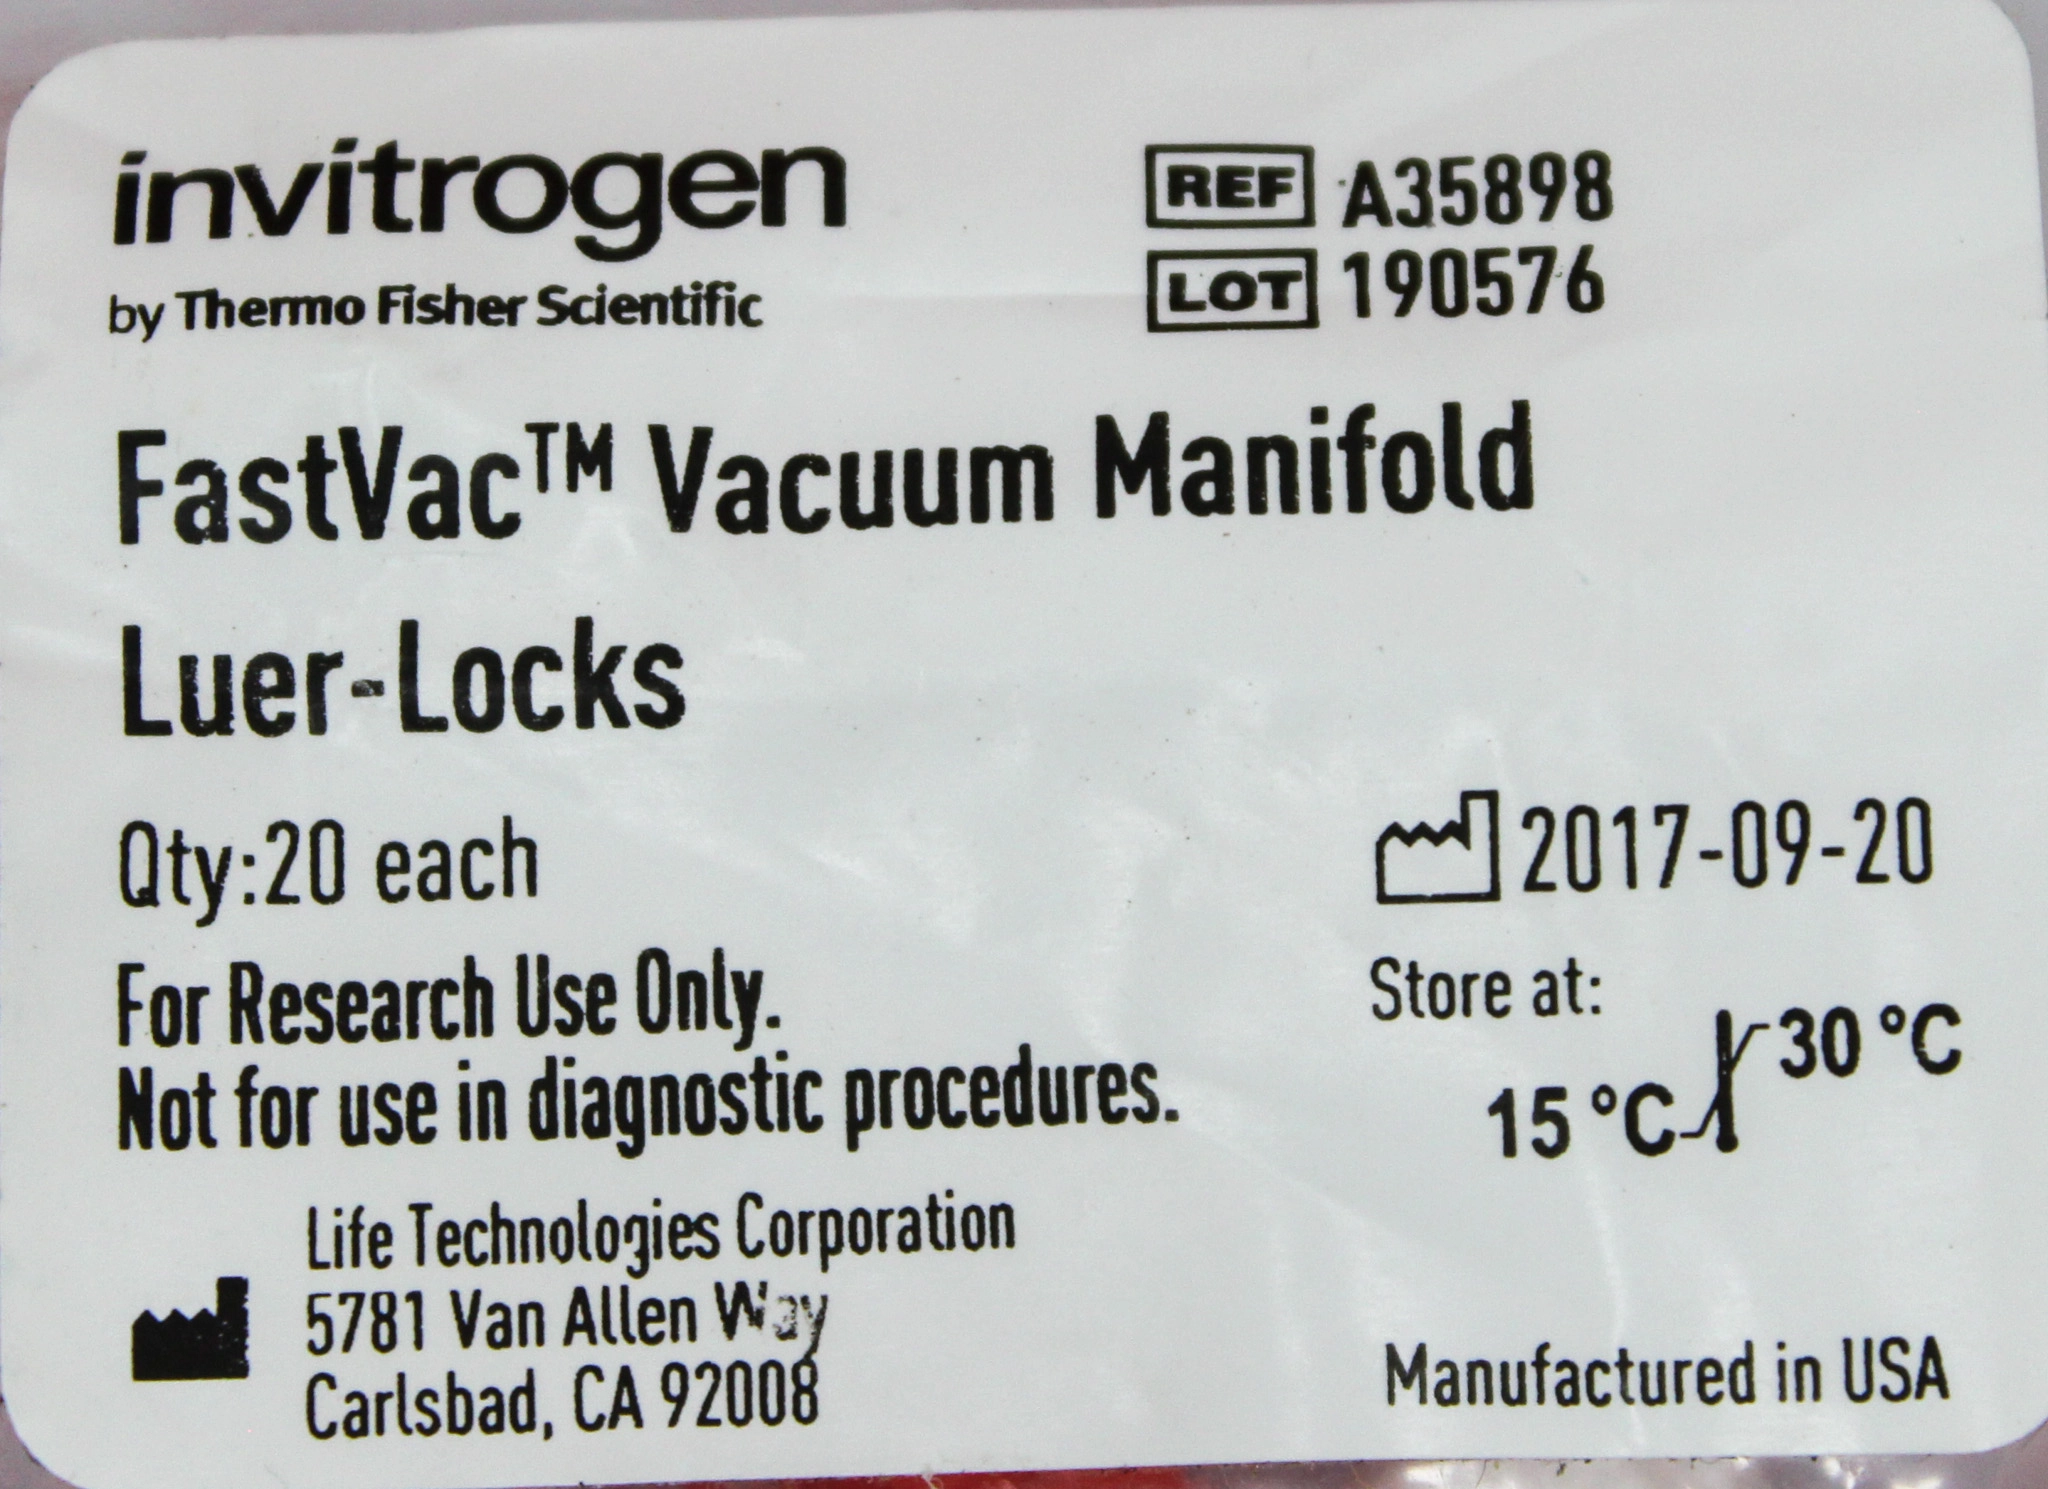 invitrogen
by Thermo Fisher Scientific
REF A35898
LOT 190576
FastVac™ Vacuum Manifold
Luer-Locks
Qty:20 each
2017-09-20
For Research Use Only.
Not for use in diagnostic procedures.
Store at:
30 °C
15 °C
Life Technologies Corporation
5781 Van Allen Way
Carlsbad, CA 92008
Manufactured in USA